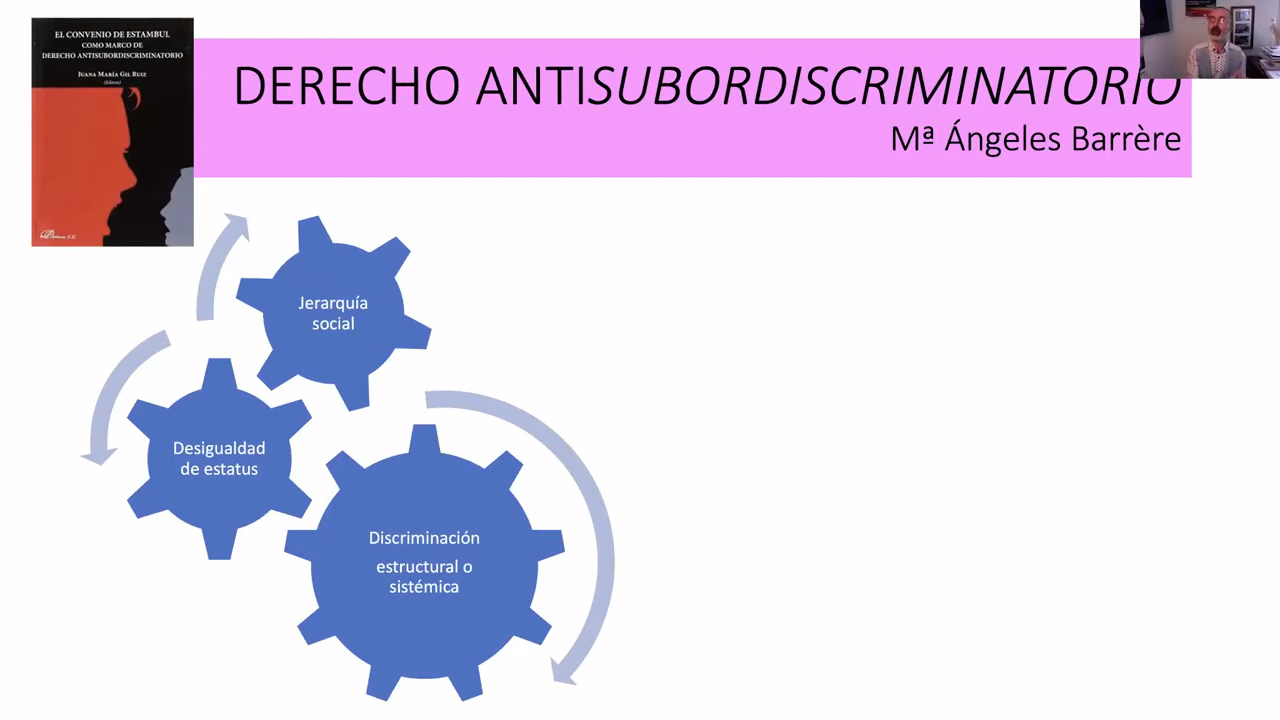 EL CONVENIO DE ESTAMBUL
COMO MARCO DE
DERECHO ANTISUBORDISCRIMINATORIO
JUANA MARÍA GIL RUIZ
(Editora)
DERECHO ANTISUBORDISCRIMINATORIO
Mª Ángeles Barrère
Jerarquía
social
Desigualdad
de estatus
Discriminación
estructural o
sistémica